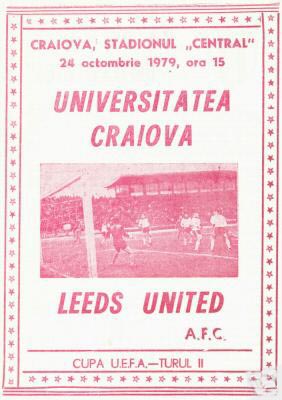 CRAIOVA, STADIONUL „CENTRAL"
24 octombrie 1979, ora 15
UNIVERSITATEA
CRAIOVA
LEEDS UNITED
A.F.C.
CUPA U.E.F.A.—TURUL II